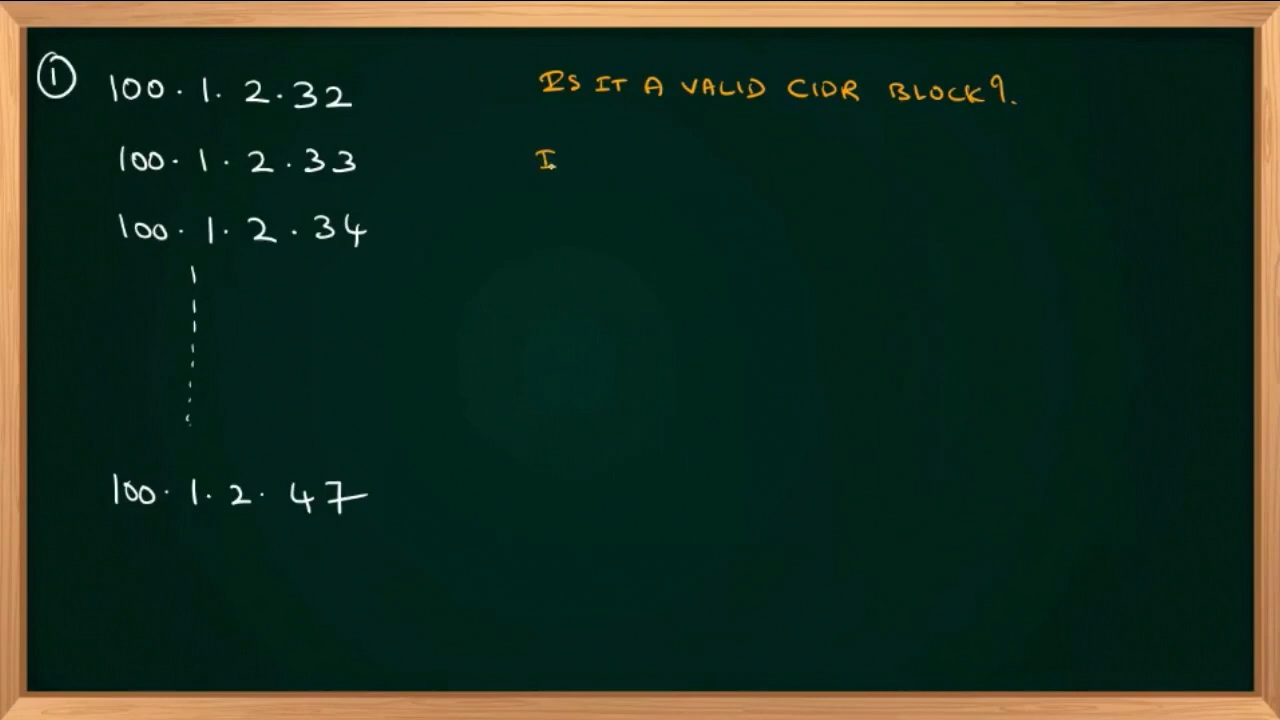 ① 100.1.2.32
100.1.2.33
100.1.2.34
100.1.2.47
IS IT A VALID CIDR BLOCK?.
I